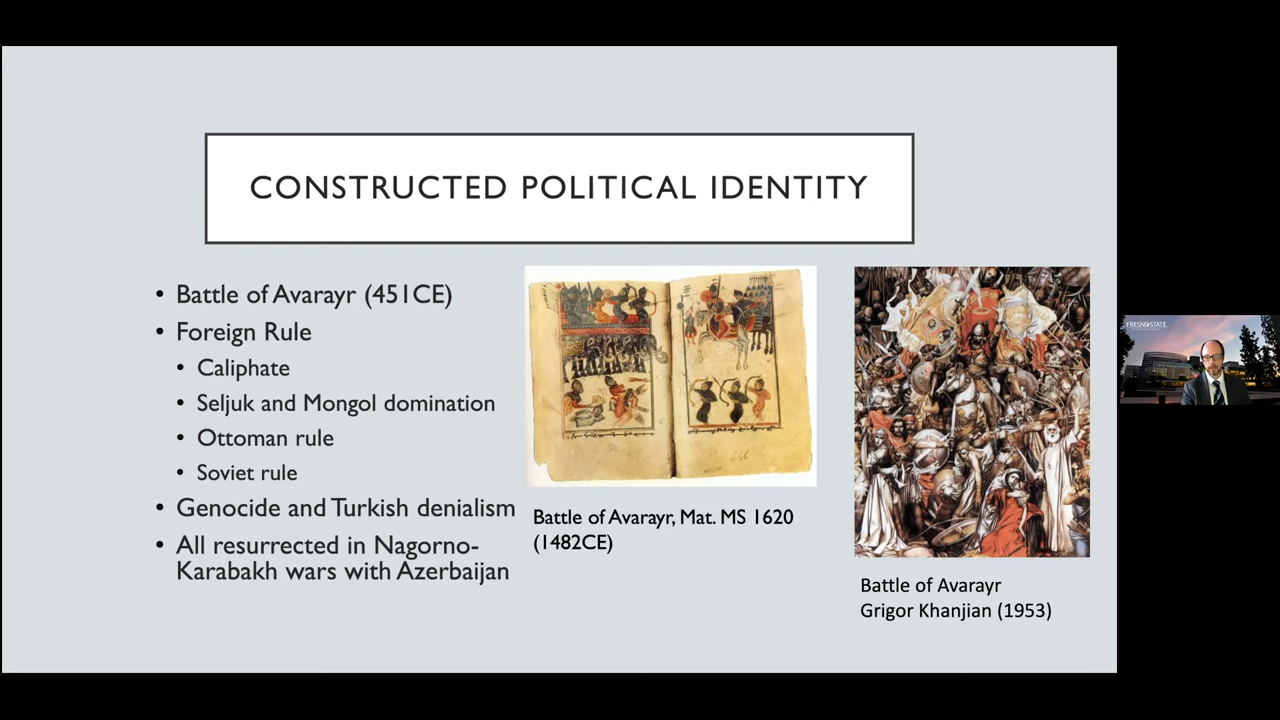 CONSTRUCTED POLITICAL IDENTITY
• Battle of Avarayr (451CE)
• Foreign Rule
• Caliphate
• Seljuk and Mongol domination
• Ottoman rule
• Soviet rule
• Genocide and Turkish denialism
• All resurrected in Nagorno-
Karabakh wars with Azerbaijan
Battle of Avarayr, Mat. MS 1620
(1482CE)
Battle of Avarayr
Grigor Khanjian (1953)
FRESNO STATE